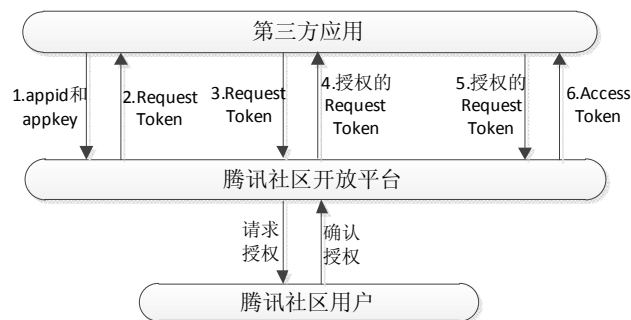 第三方应用
1.appid和
appkey
2.Request
Token
3.Request
Token
4.授权的
Request
Token
5.授权的
Request
Token
6.Access
Token
腾讯社区开放平台
请求
授权
确认
授权
腾讯社区用户